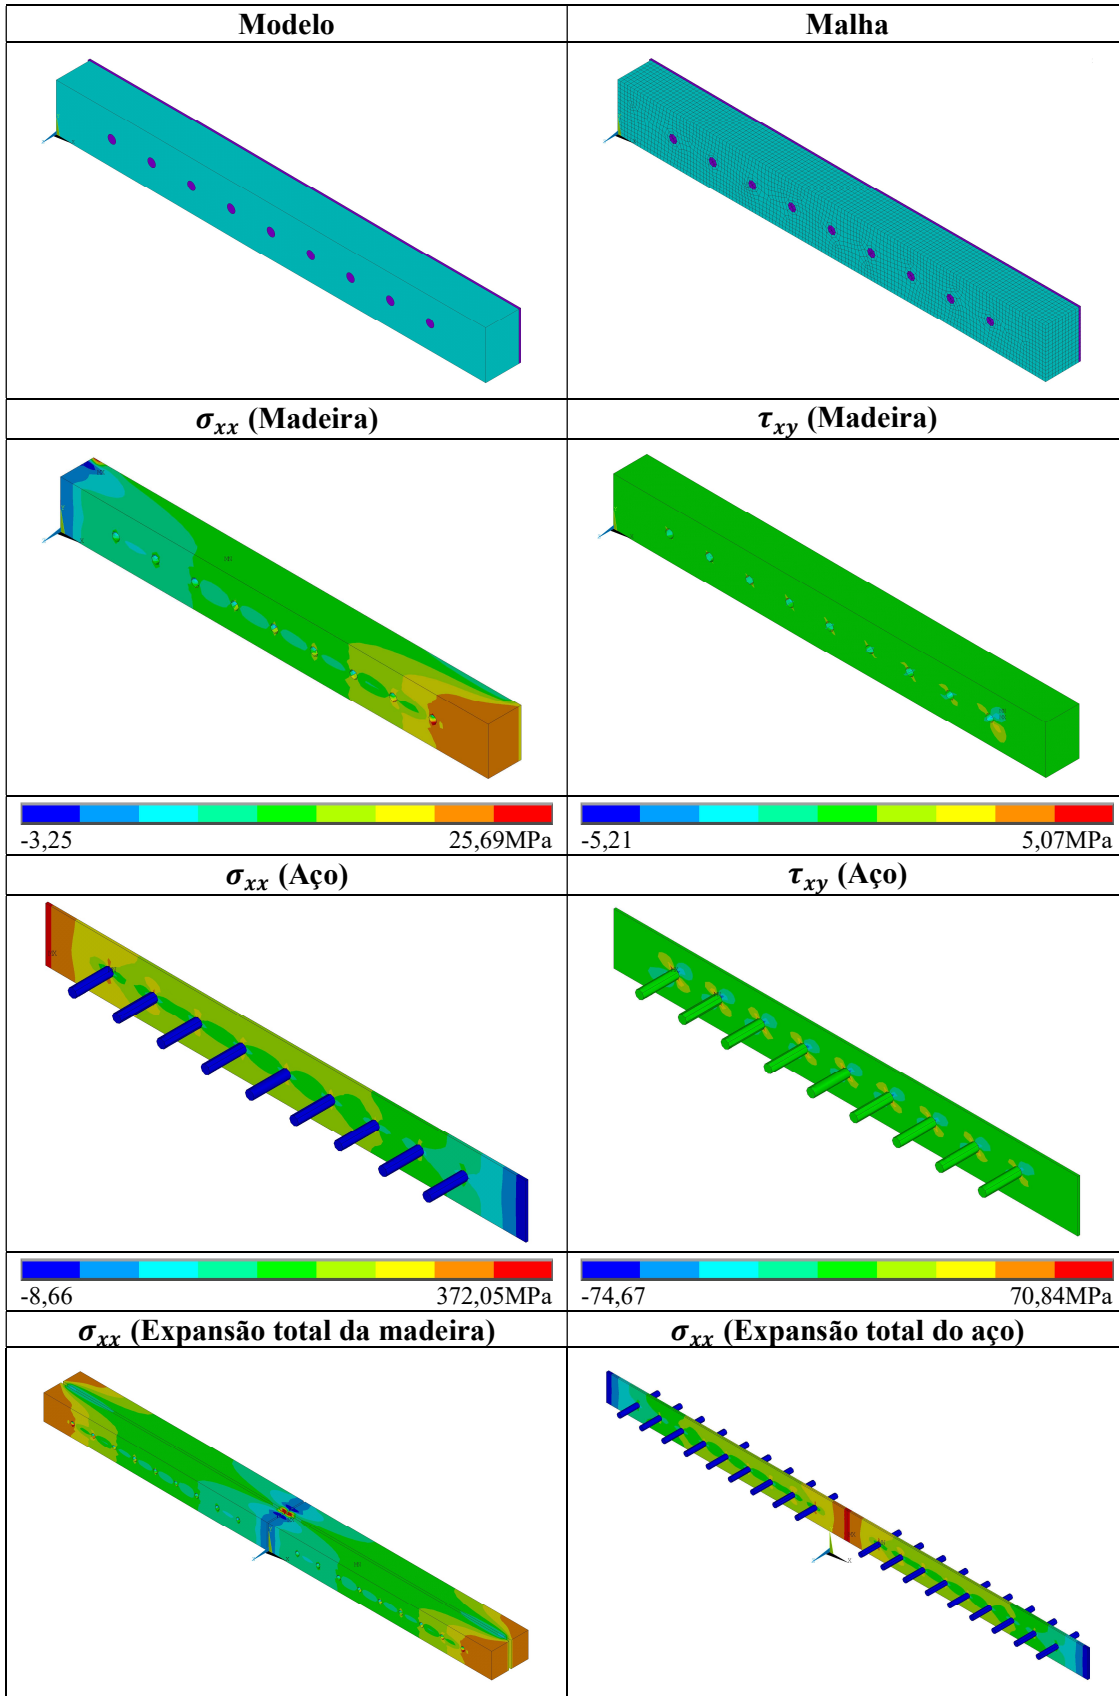 Modelo
Malha
σxx (Madeira)
τxy (Madeira)
-3,25 25,69MPa
-5,21 5,07MPa
σxx (Aço)
τxy (Aço)
-8,66 372,05MPa
-74,67 70,84MPa
σxx (Expansão total da madeira)
σxx (Expansão total do aço)